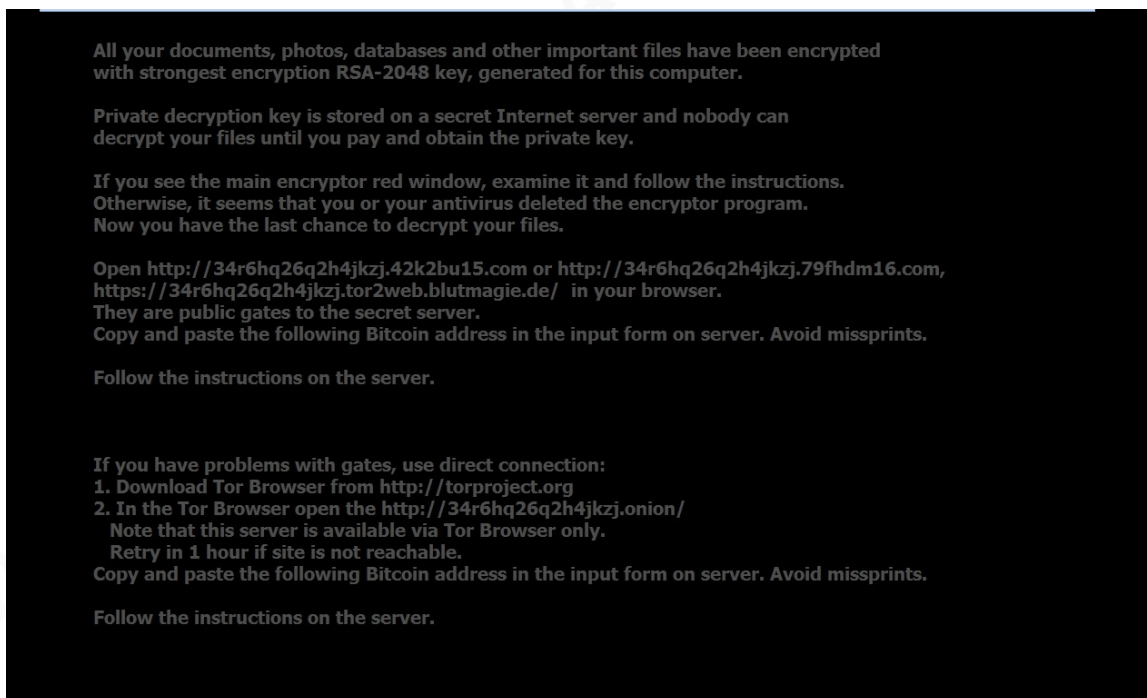 All your documents, photos, databases and other important files have been encrypted
with strongest encryption RSA-2048 key, generated for this computer.
Private decryption key is stored on a secret Internet server and nobody can
decrypt your files until you pay and obtain the private key.
If you see the main encryptor red window, examine it and follow the instructions.
Otherwise, it seems that you or your antivirus deleted the encryptor program.
Now you have the last chance to decrypt your files.
Open http://34r6hq26q2h4jkzj.42k2bu15.com or http://34r6hq26q2h4jkzj.79fhdm16.com,
https://34r6hq26q2h4jkzj.tor2web.blutmagie.de/ in your browser.
They are public gates to the secret server.
Copy and paste the following Bitcoin address in the input form on server. Avoid missprints.
Follow the instructions on the server.
If you have problems with gates, use direct connection:
1. Download Tor Browser from http://torproject.org
2. In the Tor Browser open the http://34r6hq26q2h4jkzj.onion/
Note that this server is available via Tor Browser only.
Retry in 1 hour if site is not reachable.
Copy and paste the following Bitcoin address in the input form on server. Avoid missprints.
Follow the instructions on the server.